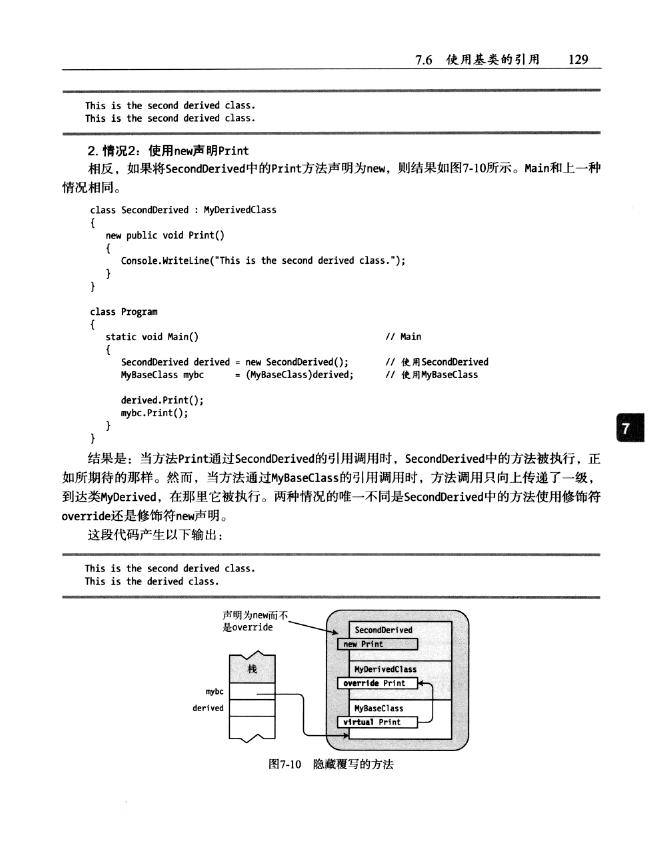 7.6 使用基类的引用 129
This is the second derived class.
This is the second derived class.
2. 情况2：使用new声明Print
相反，如果将SecondDerived中的Print方法声明为new，则结果如图7-10所示。Main和上一种
情况相同。
class SecondDerived : MyDerivedClass
{
new public void Print()
{
Console.WriteLine("This is the second derived class.");
}
}
class Program
{
static void Main() // Main
{
SecondDerived derived = new SecondDerived(); // 使用SecondDerived
MyBaseClass mybc = (MyBaseClass)derived; // 使用MyBaseClass
derived.Print();
mybc.Print();
}
}
7
结果是：当方法Print通过SecondDerived的引用调用时，SecondDerived中的方法被执行，正
如所期待的那样。然而，当方法通过MyBaseClass的引用调用时，方法调用只向上传递了一级，
到达类MyDerived，在那里它被执行。两种情况的唯一不同是SecondDerived中的方法使用修饰符
override还是修饰符new声明。
这段代码产生以下输出：
This is the second derived class.
This is the derived class.
声明为new而不
是override
SecondDerived
new Print
栈
MyDerivedClass
override Print
mybc
derived
MyBaseClass
virtual Print
图7-10 隐藏覆写的方法